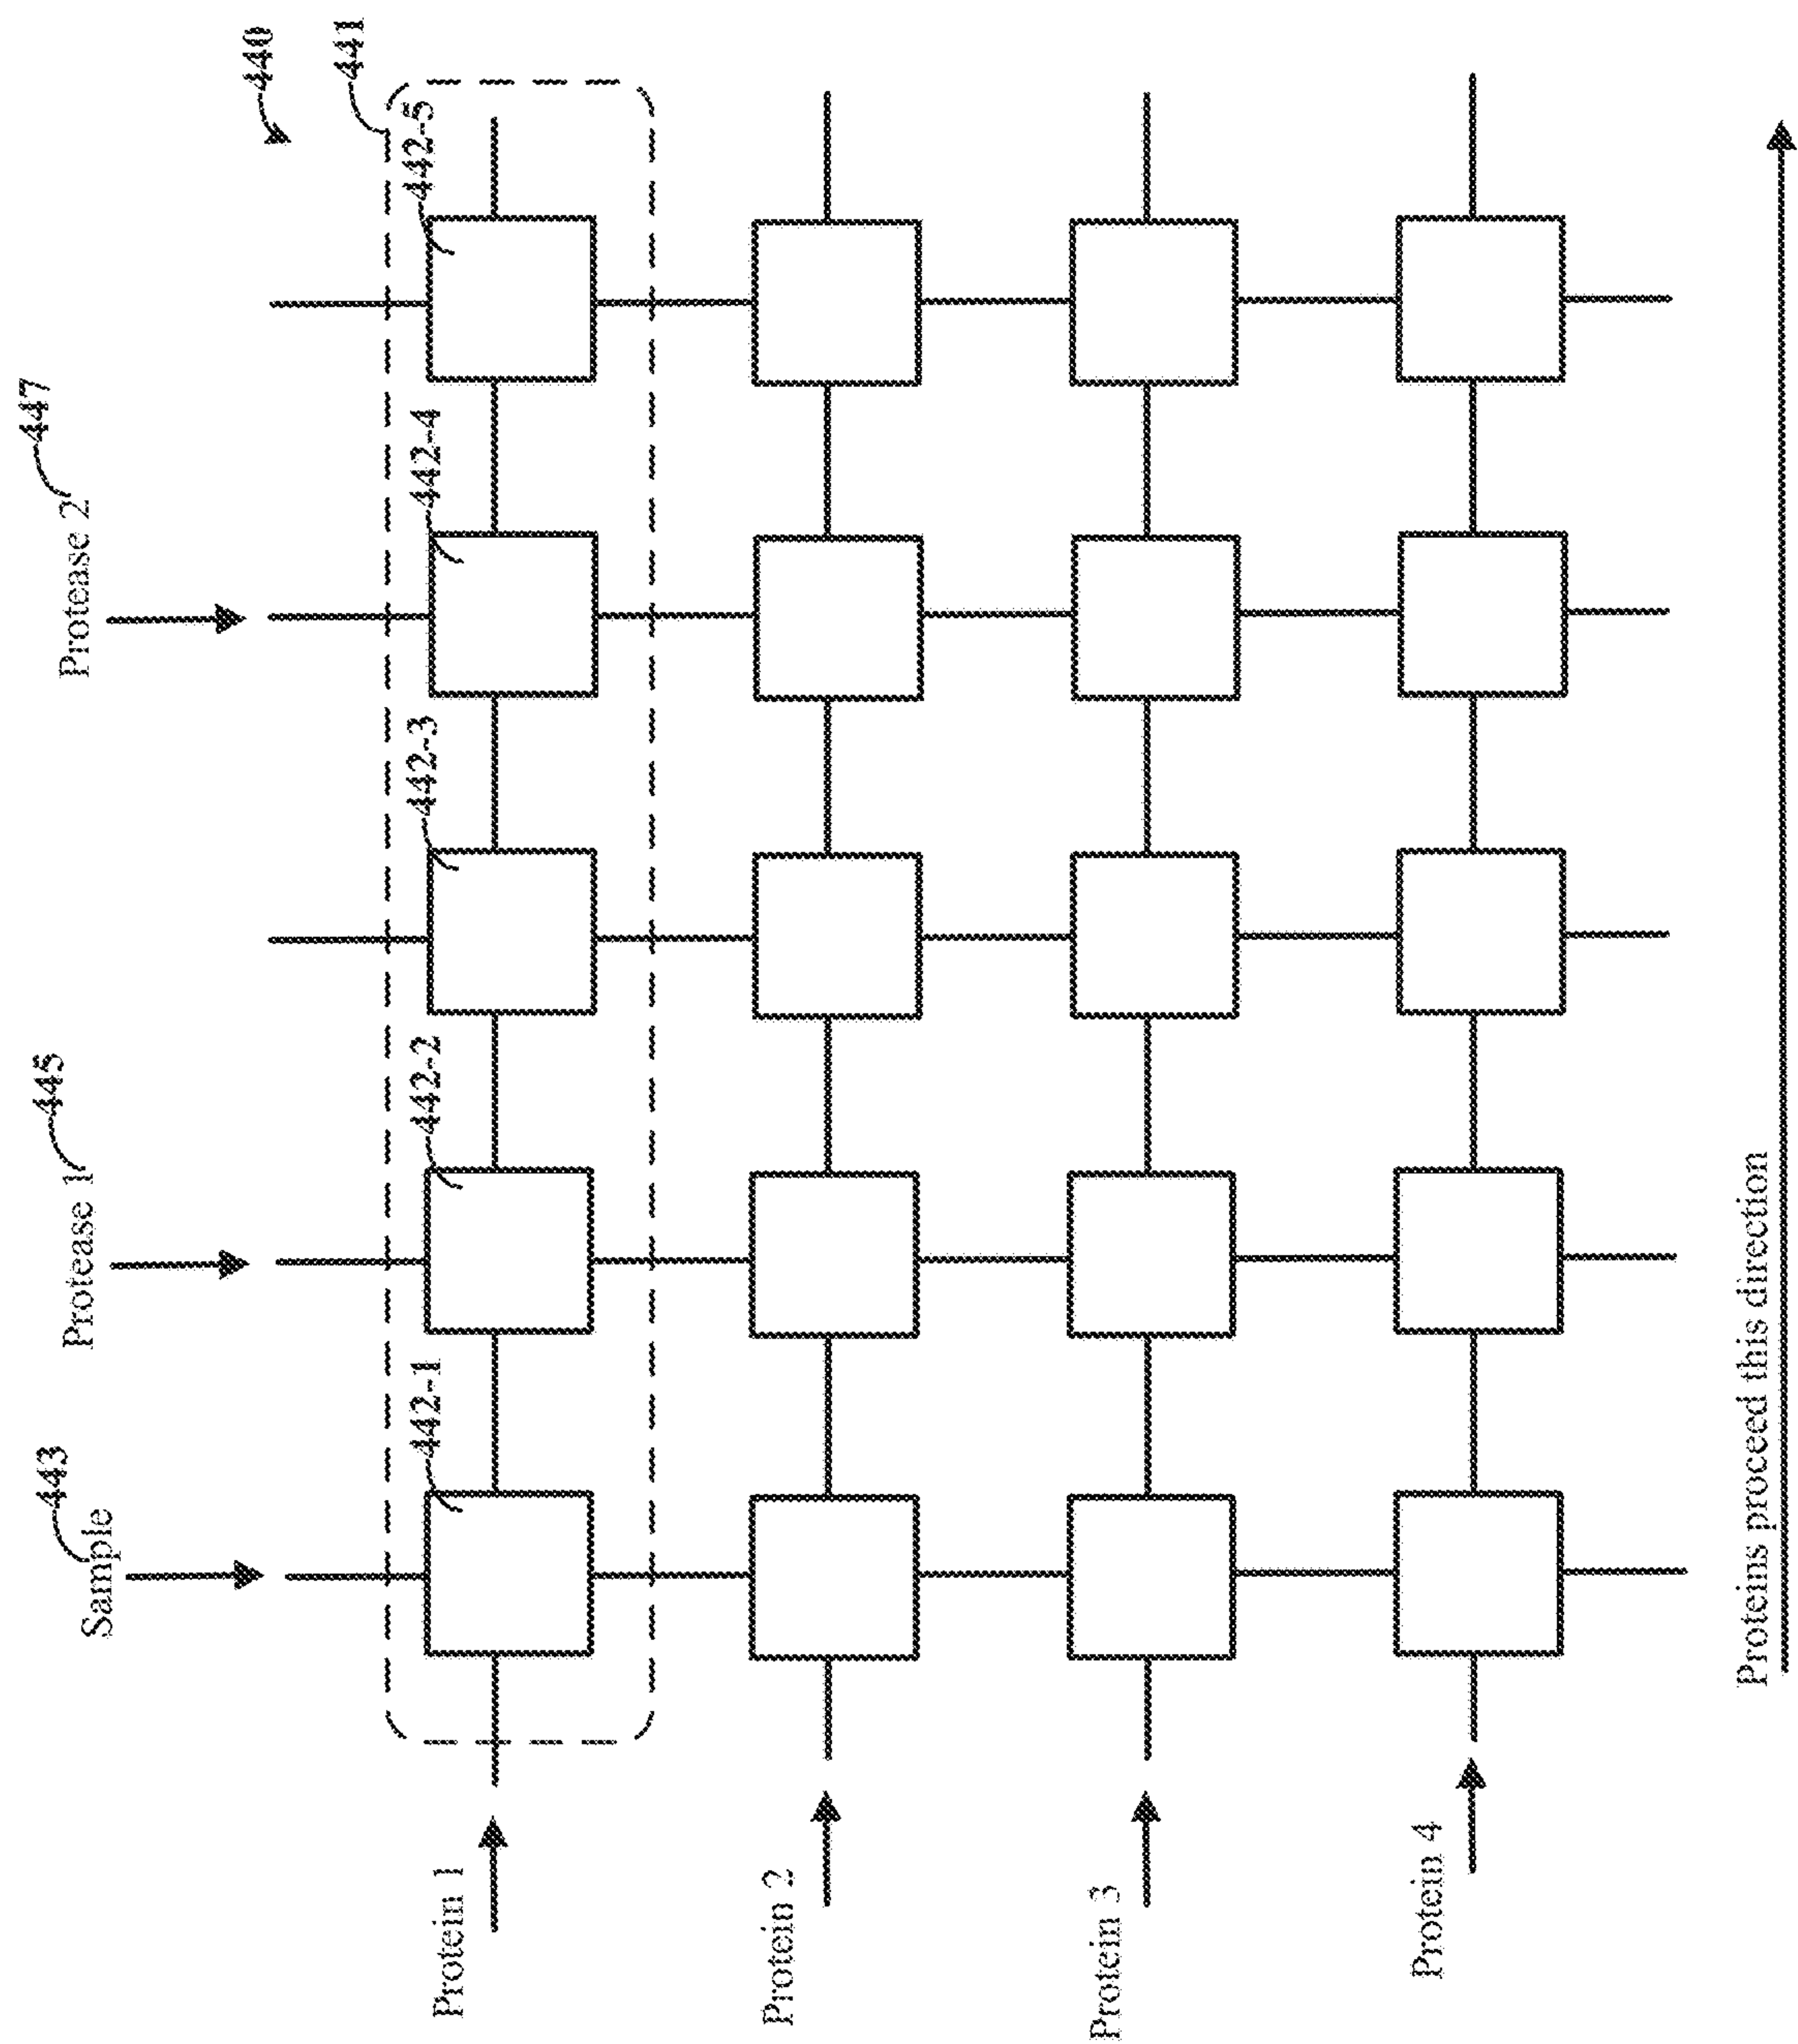 440
441
Sample
443
Protease 1
445
Protease 2
447
442-1
442-2
442-3
442-4
442-5
Protein 1
Protein 2
Protein 3
Protein 4
Proteins proceed this direction